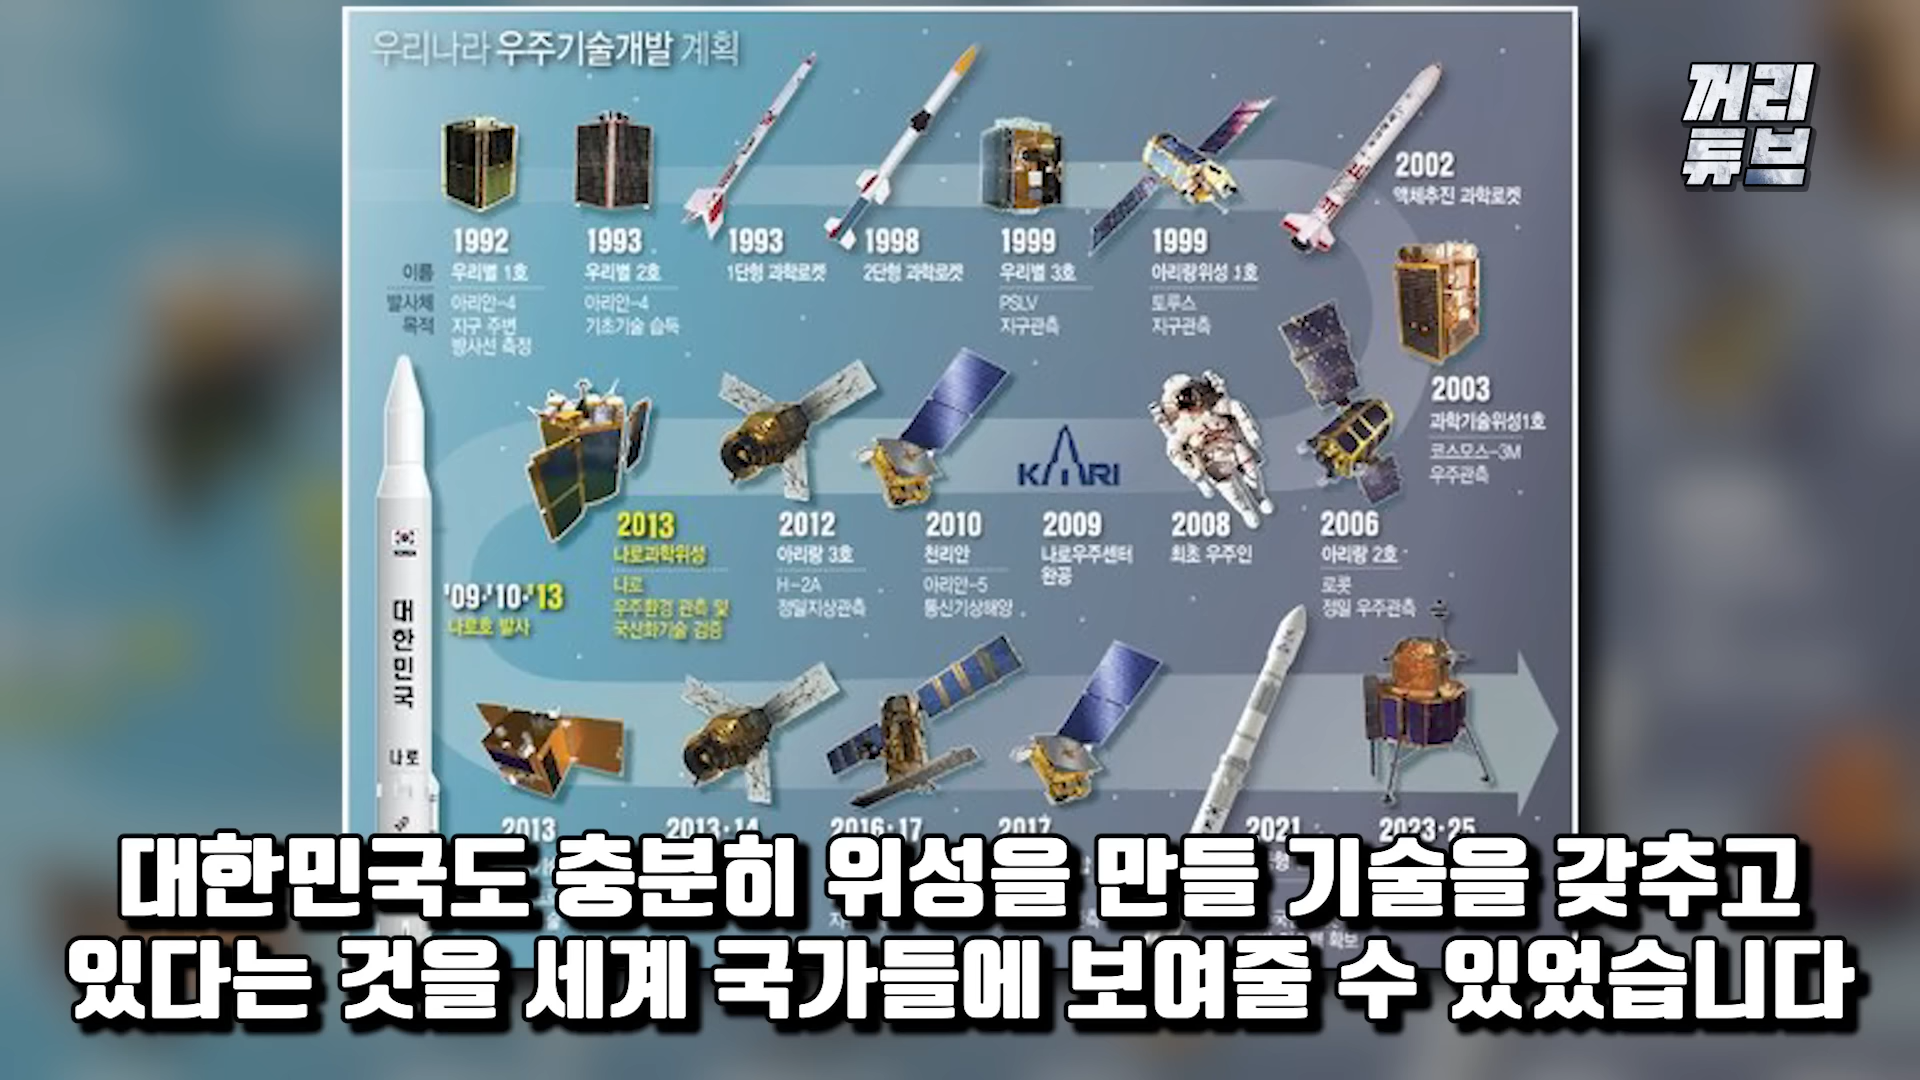 우리나라 우주기술개발 계획
꺼리
튜브
1992
우리별 1호
아리안-4
지구 주변
방사선 측정
1993
우리별 2호
아리안-4
기초기술 습득
1993
1단형 과학로켓
1998
2단형 과학로켓
1999
우리별 3호
PSLV
지구관측
1999
아리랑위성 1호
토루스
지구관측
2002
액체추진 과학로켓
이름
발사체
목적
2003
과학기술위성1호
코스모스-3M
우주관측
2006
아리랑 2호
로콧
정밀 우주관측
2008
최초 우주인
KARI
2009
나로우주센터
완공
2010
천리안
아리안-5
통신기상해양
2012
아리랑 3호
H-2A
정밀지상관측
2013
나로과학위성
나로
우주환경 관측 및
국산화기술 검증
'09·'10·'13
나로호 발사
대한민국
나로
2013
2013·14
2016·17
2017
2021
2023·25
대한민국도 충분히 위성을 만들 기술을 갖추고
있다는 것을 세계 국가들에 보여줄 수 있었습니다